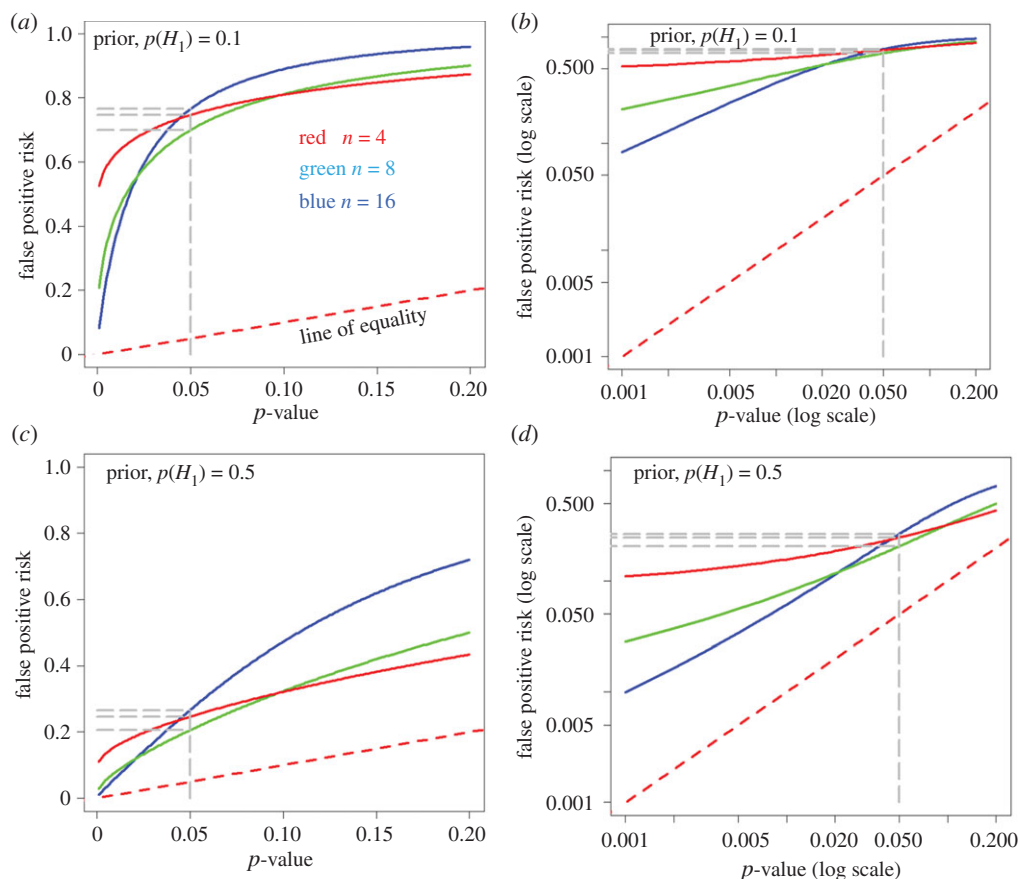 (a)
prior, p(H1) = 0.1
1.0
0.8
0.6
0.4
0.2
0
false positive risk
red n = 4
green n = 8
blue n = 16
line of equality
0
0.05
0.10
0.15
0.20
p-value
(b)
prior, p(H1) = 0.1
0.500
0.050
0.005
0.001
false positive risk (log scale)
0.001
0.005
0.020
0.050
0.200
p-value (log scale)
(c)
prior, p(H1) = 0.5
1.0
0.8
0.6
0.4
0.2
0
false positive risk
0
0.05
0.10
0.15
0.20
p-value
(d)
prior, p(H1) = 0.5
0.500
0.050
0.005
0.001
false positive risk (log scale)
0.001
0.005
0.020
0.050
0.200
p-value (log scale)